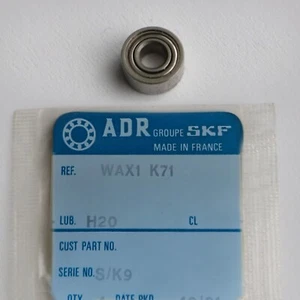 ADR GROUPE SKF
MADE IN FRANCE
REF. WAX1 K71
LUB. H20 CL
CUST PART NO.
SERIE NO. S/K9
QTY 1 DATE PKD